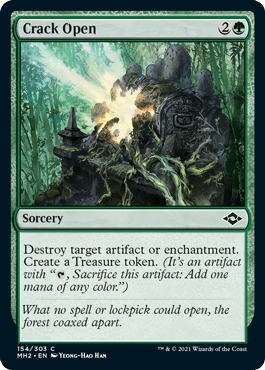 Crack Open 2
Sorcery
Destroy target artifact or enchantment.
Create a Treasure token. (It's an artifact
with “, Sacrifice this artifact: Add one
mana of any color.”)
What no spell or lockpick could open, the
forest coaxed apart.
154/303 C
MH2 • EN Yeong-Hao Han
™ & © 2021 Wizards of the Coast